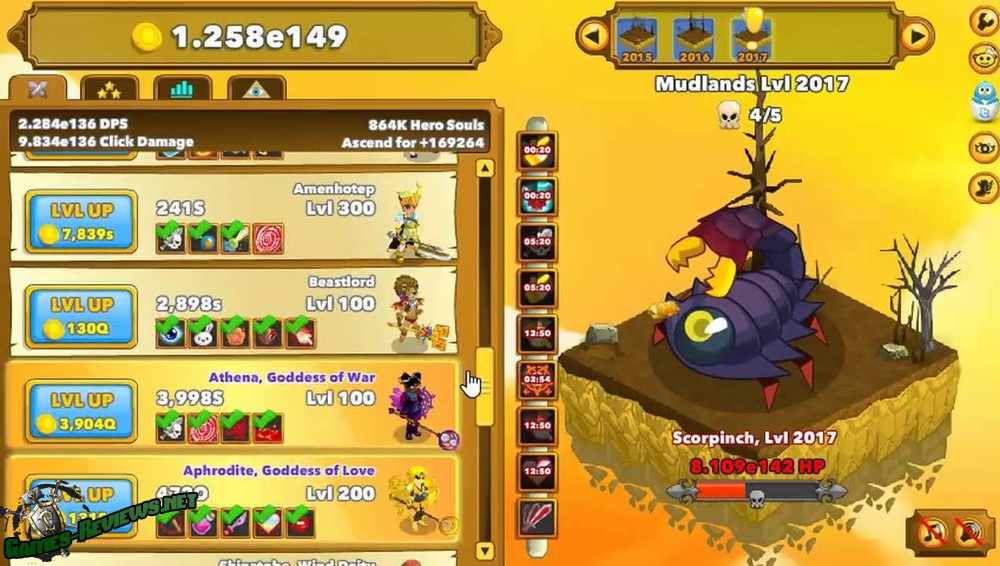 1.258e149
2015 2016 2017
Mudlands Lvl 2017
4/5
2.284e136 DPS
9.834e136 Click Damage
864K Hero Souls
Ascend for +169264
Amenhotep
Lvl 300
LVL UP
7,839s
241S
Beastlord
Lvl 100
LVL UP
130Q
2,898s
Athena, Goddess of War
Lvl 100
LVL UP
3,904Q
3,998S
Aphrodite, Goddess of Love
Lvl 200
UP
Shinatobe, Wind Deity
00:20
00:20
05:20
05:20
12:50
02:54
12:50
12:50
Scorpinch, Lvl 2017
8.109e142 HP
Games-Reviews.net